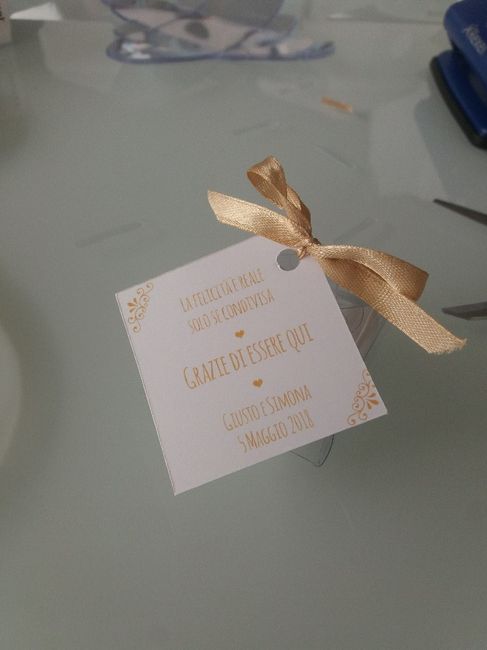 La felicità è reale
solo se condivisa
Grazie di essere qui
Giusto e Simona
5 Maggio 2018